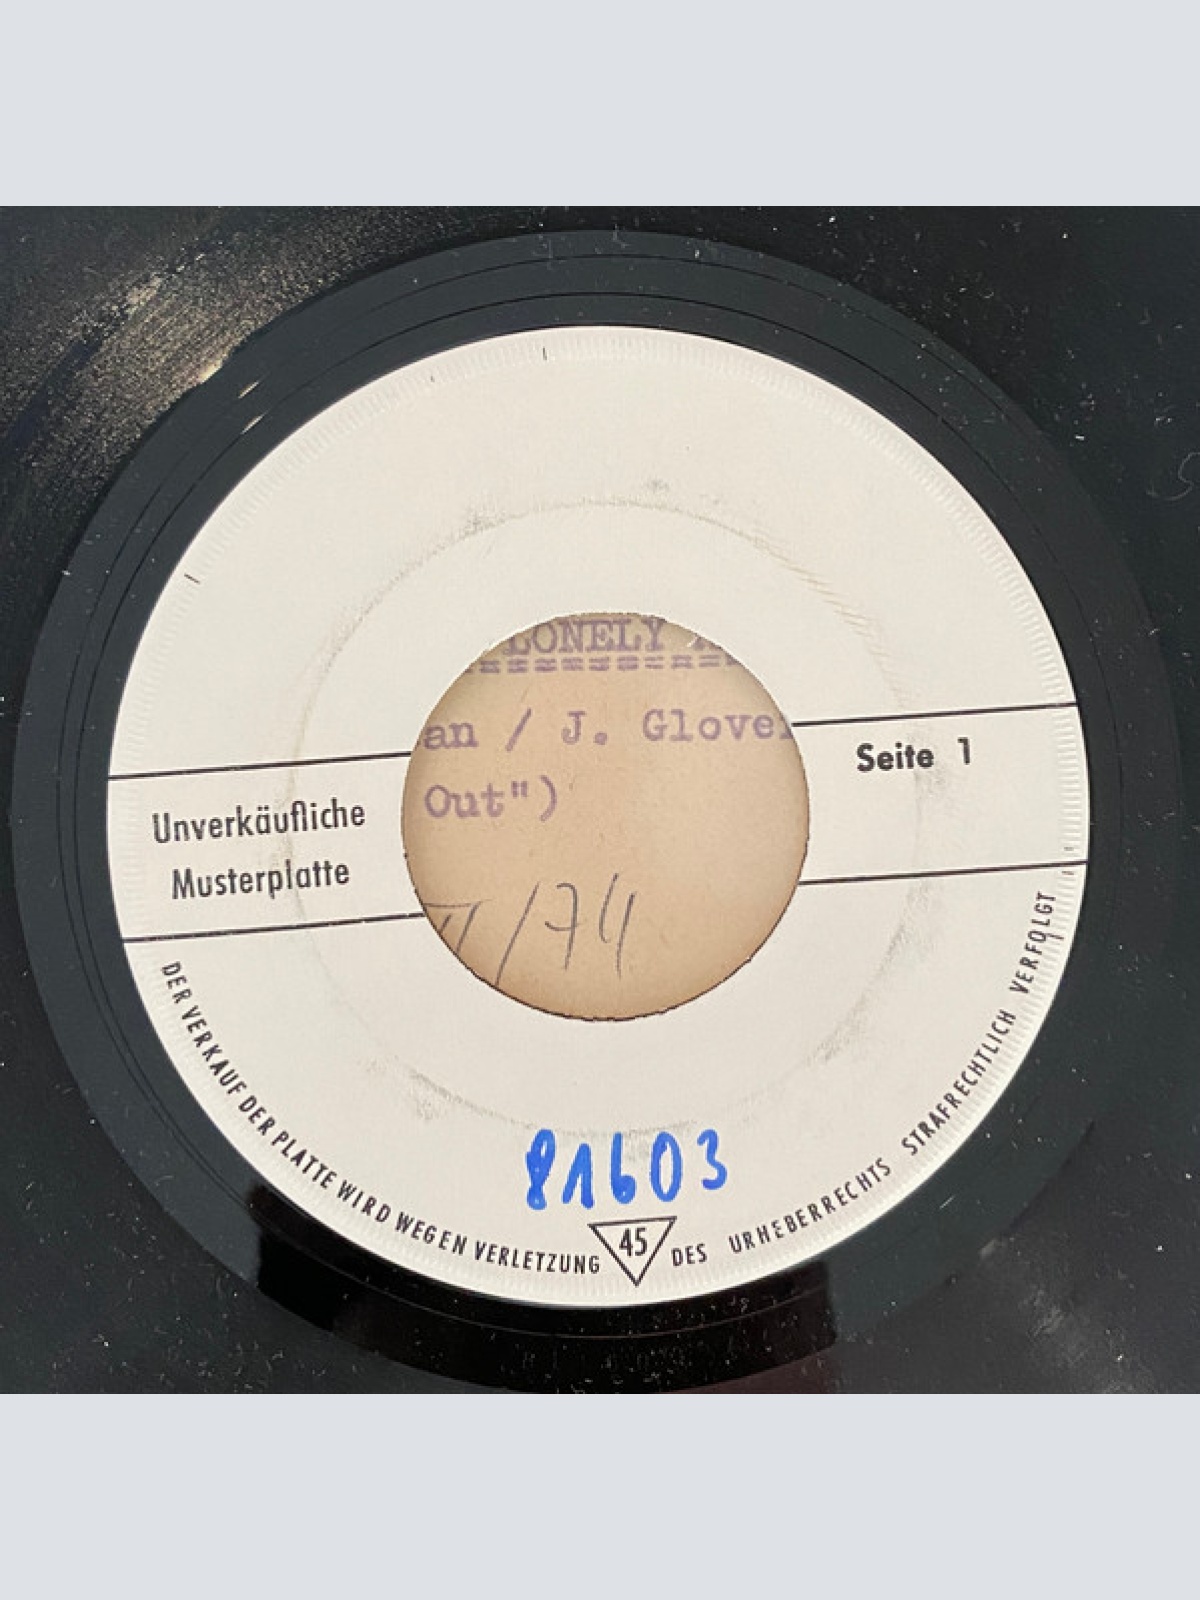 LONELY
an / J. Glover
Out")
/74
Seite 1
Unverkäufliche
Musterplatte
81603
45
DER VERKAUF DER PLATTE WIRD WEGEN VERLETZUNG DES URHEBERRECHTS STRAFRECHTLICH VERFOLGT